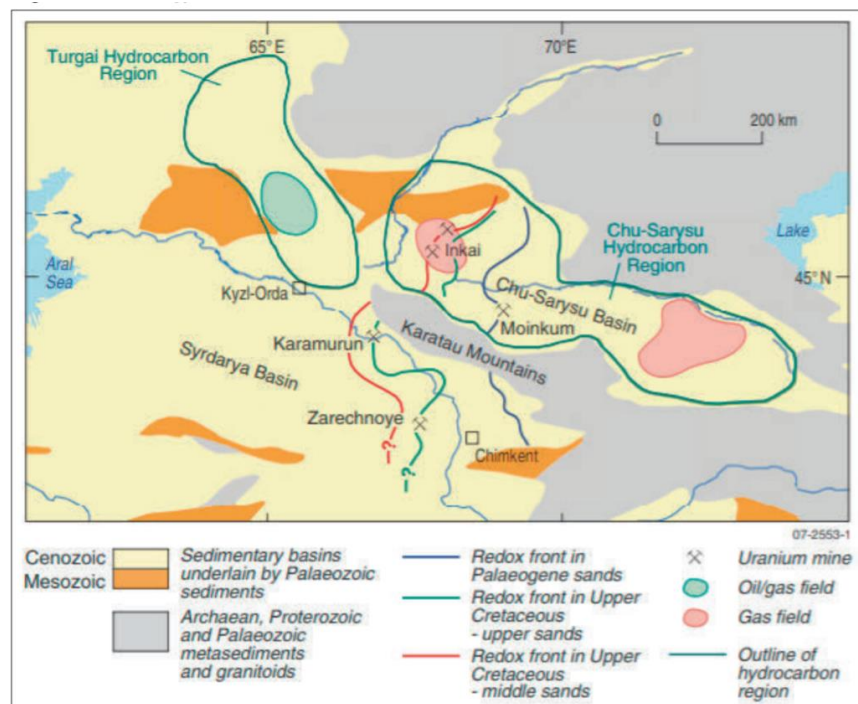 65° E
70° E
Turgai Hydrocarbon
Region
0
200 km
Lake
Chu-Sarysu
Hydrocarbon
Region
Inkai
Aral
Sea
45° N
Kyzl-Orda
Chu-Sarysu Basin
Moinkum
Karamurun
Karatau Mountains
Syrdarya Basin
Zarechnoye
Chimkent
-?
-?
07-2553-1
Cenozoic
Mesozoic
Sedimentary basins
underlain by Palaeozoic
sediments
Archaean, Proterozoic
and Palaeozoic
metasediments
and granitoids
Redox front in
Palaeogene sands
Redox front in Upper
Cretaceous
- upper sands
Redox front in Upper
Cretaceous
- middle sands
Uranium mine
Oil/gas field
Gas field
Outline of
hydrocarbon
region